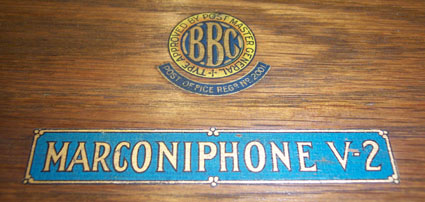 TYPE APPROVED BY POST MASTER GENERAL
BBC
POST OFFICE REGD No. 2001
MARCONIPHONE V-2